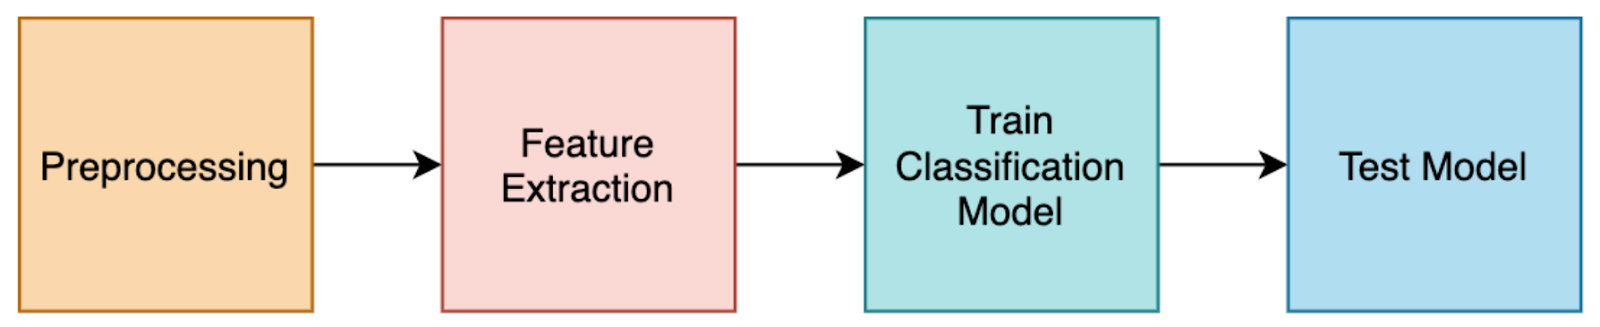 Preprocessing
Feature
Extraction
Train
Classification
Model
Test Model